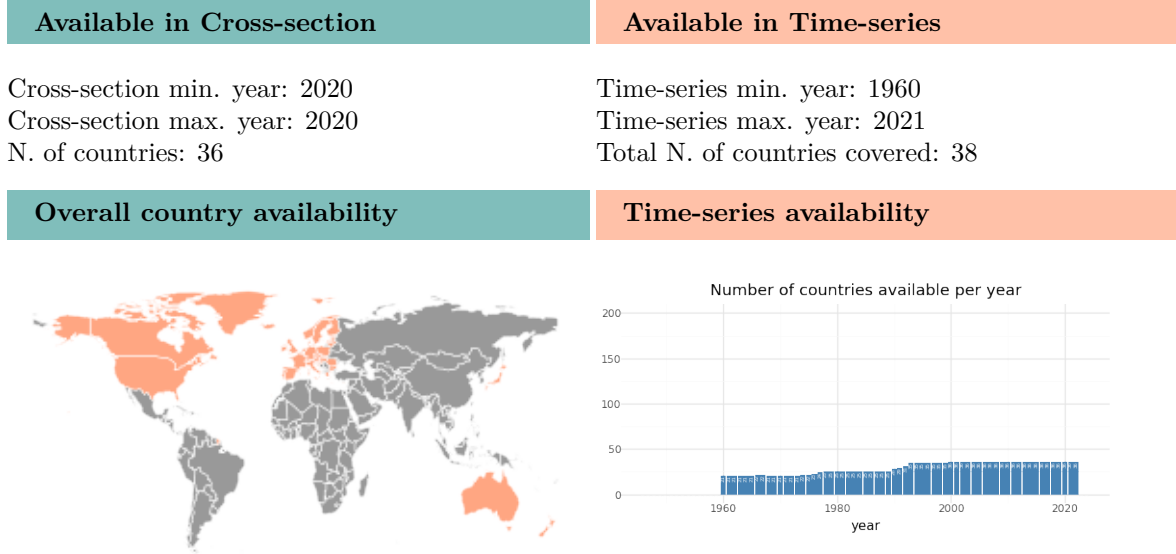 Available in Cross-section
Available in Time-series
Cross-section min. year: 2020
Cross-section max. year: 2020
N. of countries: 36
Time-series min. year: 1960
Time-series max. year: 2021
Total N. of countries covered: 38
Overall country availability
Time-series availability
Number of countries available per year
200
150
100
50
0
1960
1980
2000
2020
year